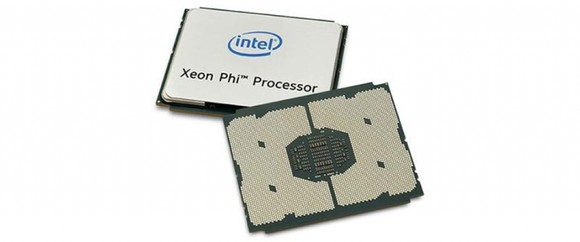 intel
Xeon Phi™ Processor